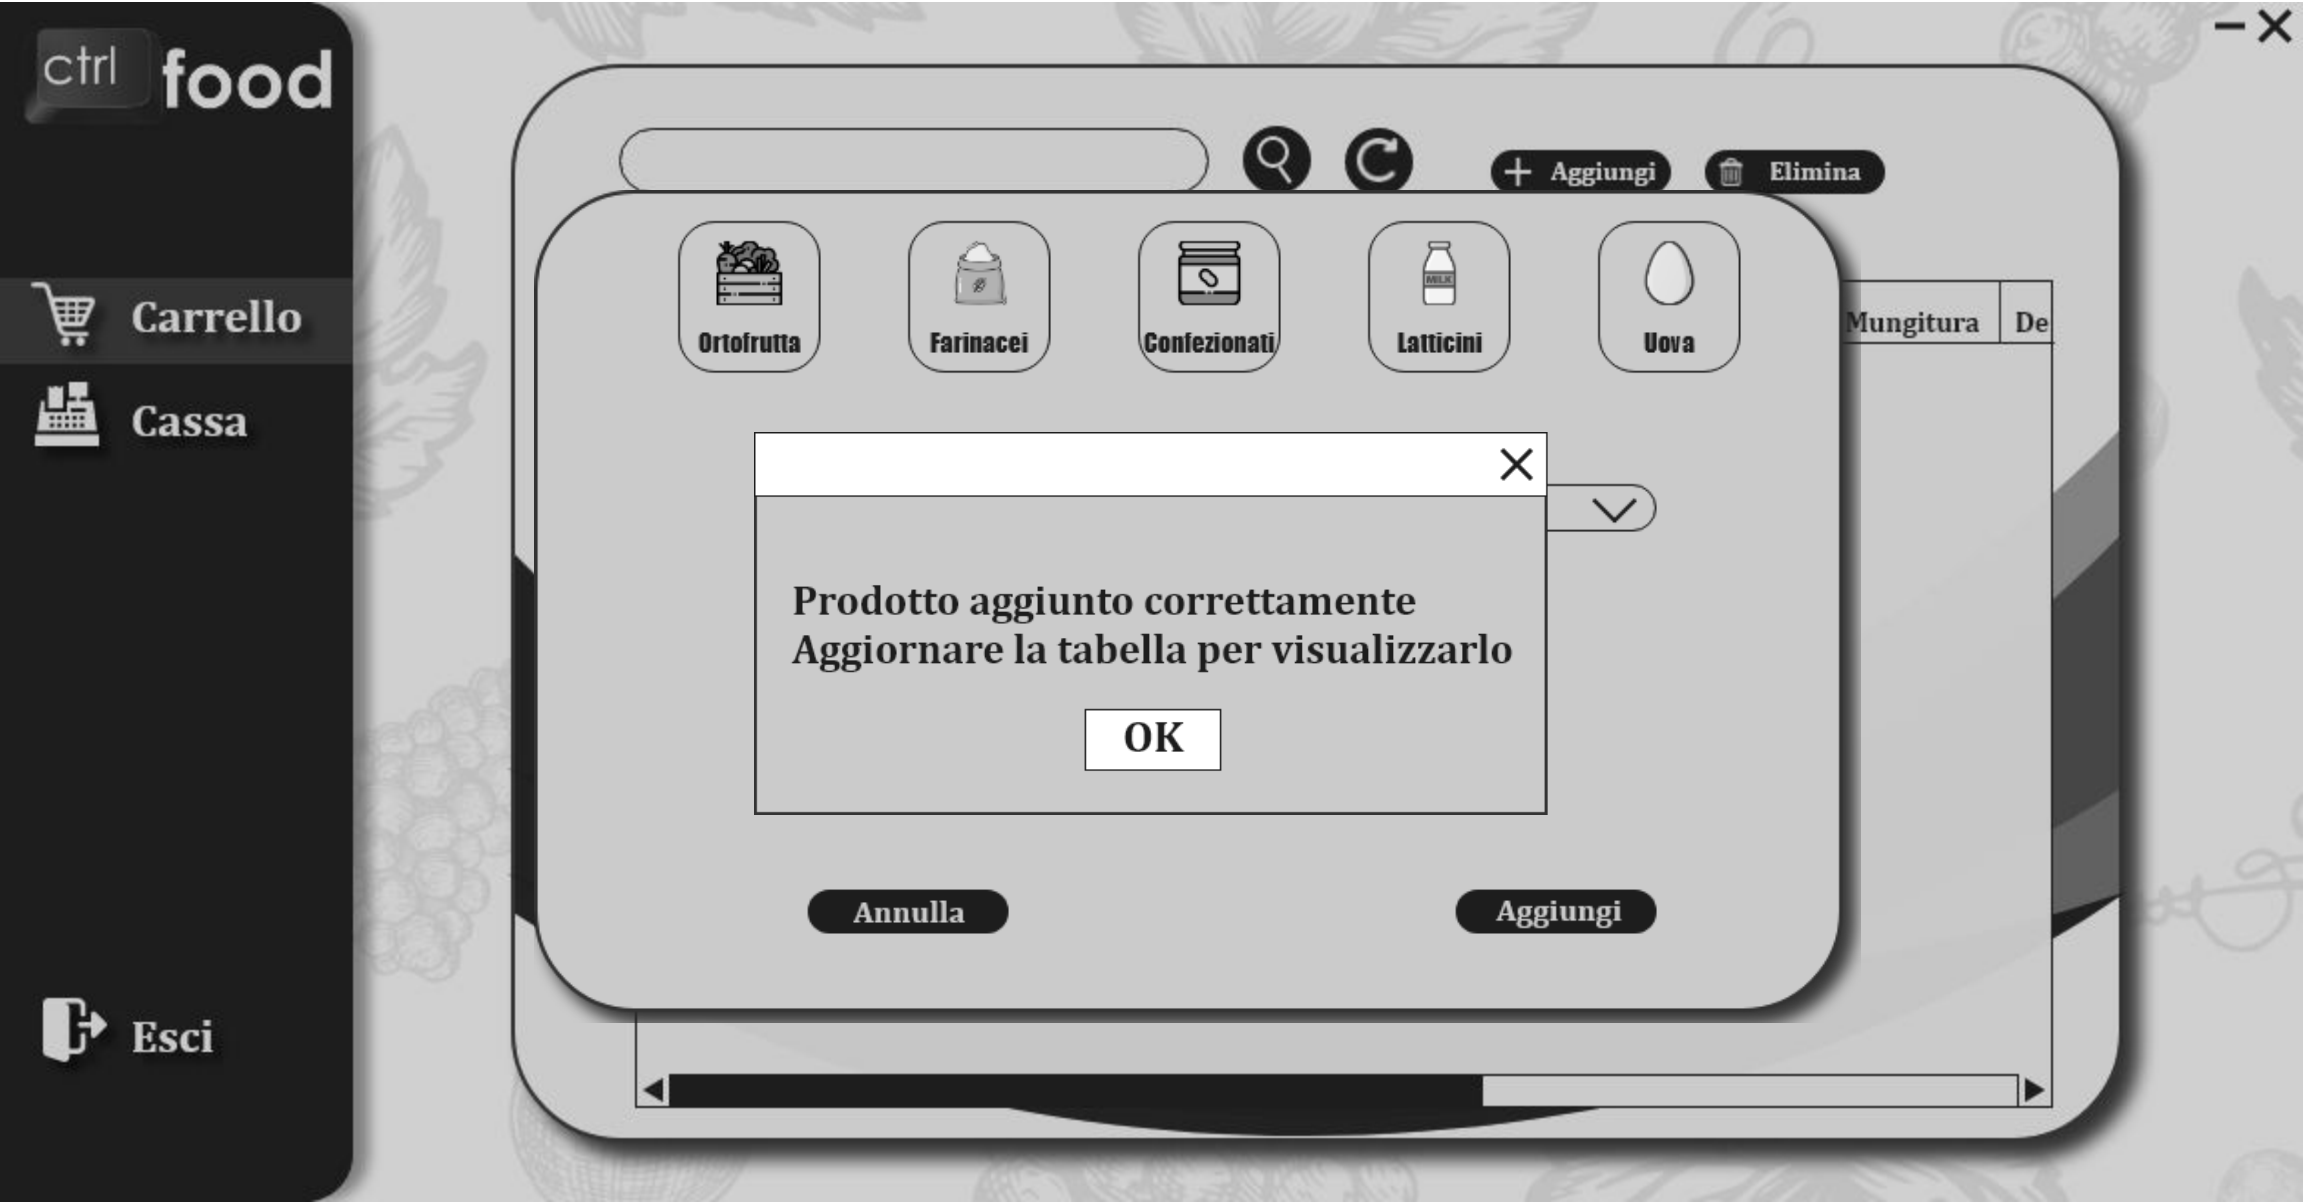 ctrl food
Aggiungi
Elimina
Ortofrutta
Farinacei
Confezionati
MILK
Latticini
Uova
Mungitura
De
Carrello
Cassa
Prodotto aggiunto correttamente
Aggiornare la tabella per visualizzarlo
OK
Annulla
Aggiungi
Esci